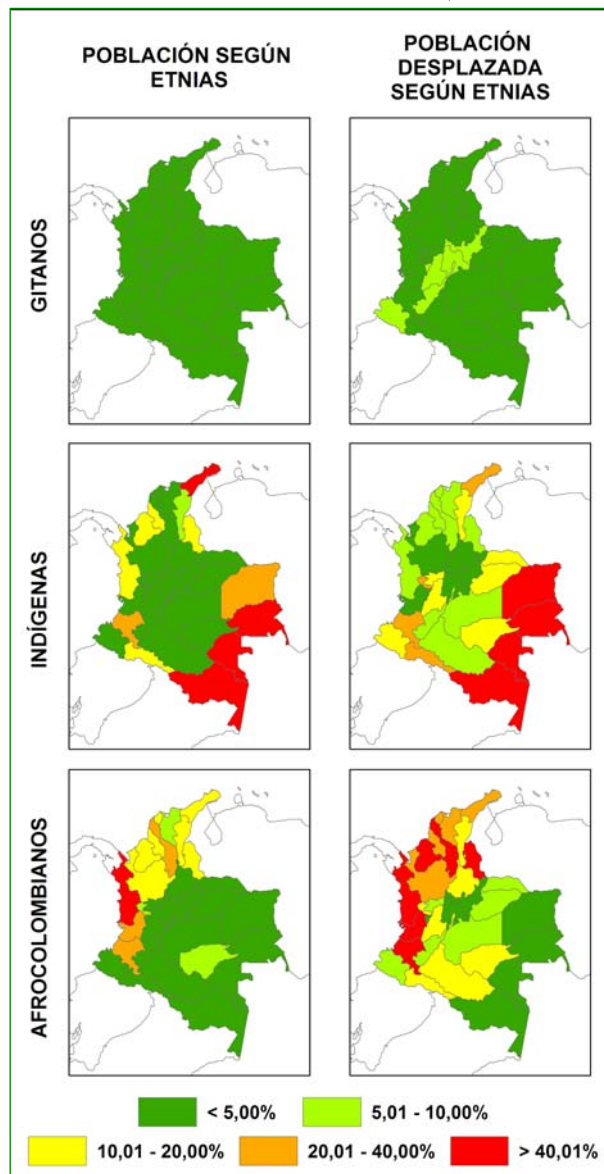 POBLACIÓN SEGÚN
ETNIAS
POBLACIÓN
DESPLAZADA
SEGÚN ETNIAS
GITANOS
INDÍGENAS
AFROCOLOMBIANOS
< 5,00%
5,01 - 10,00%
10,01 - 20,00%
20,01 - 40,00%
> 40,01%